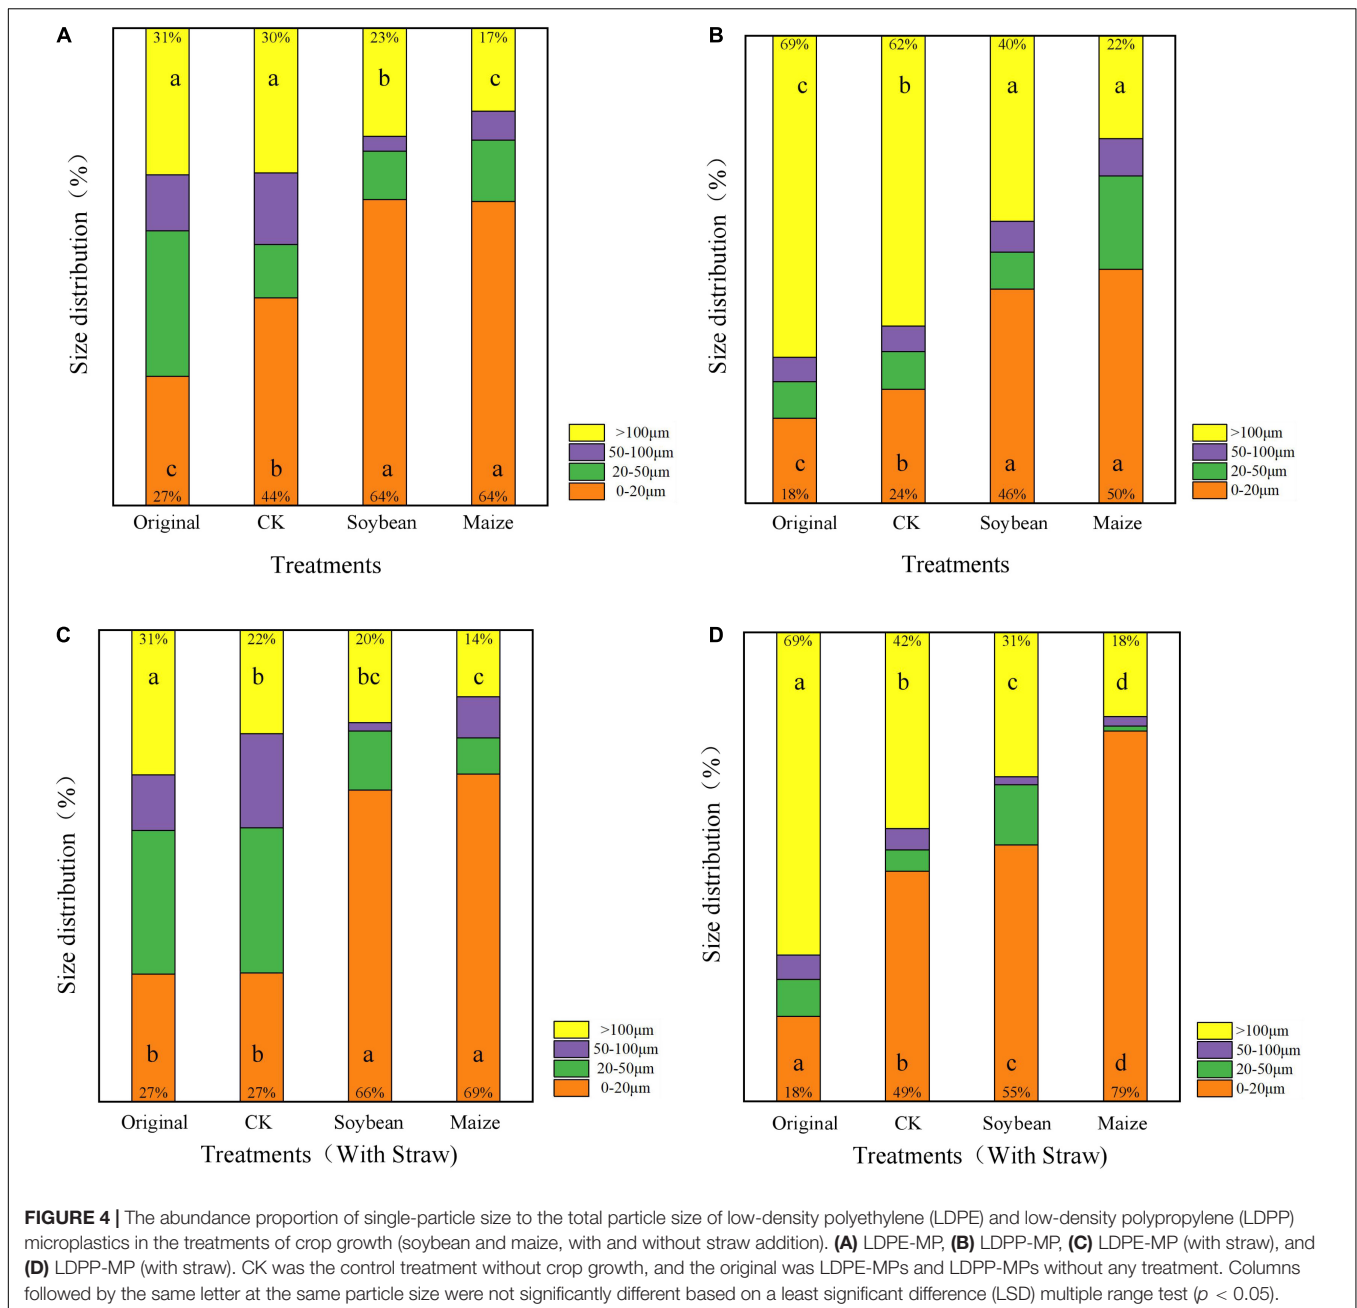 A
31% 30% 23% 17%
a a b c
Size distribution（%）
c b a a
27% 44% 64% 64%
Original CK Soybean Maize
Treatments
>100μm
50-100μm
20-50μm
0-20μm
B
69% 62% 40% 22%
c b a a
Size distribution（%）
c b a a
18% 24% 46% 50%
Original CK Soybean Maize
Treatments
>100μm
50-100μm
20-50μm
0-20μm
C
31% 22% 20% 14%
a b bc c
Size distribution（%）
b b a a
27% 27% 66% 69%
Original CK Soybean Maize
Treatments（With Straw)
>100μm
50-100μm
20-50μm
0-20μm
D
69% 42% 31% 18%
a b c d
Size distribution（%）
a b c d
18% 49% 55% 79%
Original CK Soybean Maize
Treatments（With Straw)
>100μm
50-100μm
20-50μm
0-20μm
FIGURE 4 | The abundance proportion of single-particle size to the total particle size of low-density polyethylene (LDPE) and low-density polypropylene (LDPP)
microplastics in the treatments of crop growth (soybean and maize, with and without straw addition). (A) LDPE-MP, (B) LDPP-MP, (C) LDPE-MP (with straw), and
(D) LDPP-MP (with straw). CK was the control treatment without crop growth, and the original was LDPE-MPs and LDPP-MPs without any treatment. Columns
followed by the same letter at the same particle size were not significantly different based on a least significant difference (LSD) multiple range test (p < 0.05).